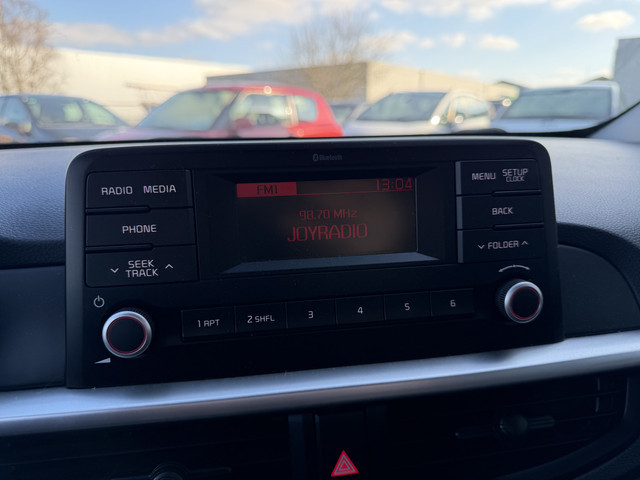 Bluetooth
RADIO MEDIA
PHONE
SEEK
TRACK
FM1 13:04
98.70 MHz
JOYRADIO
MENU SETUP
CLOCK
BACK
FOLDER
1 RPT 2 SHFL 3 4 5 6